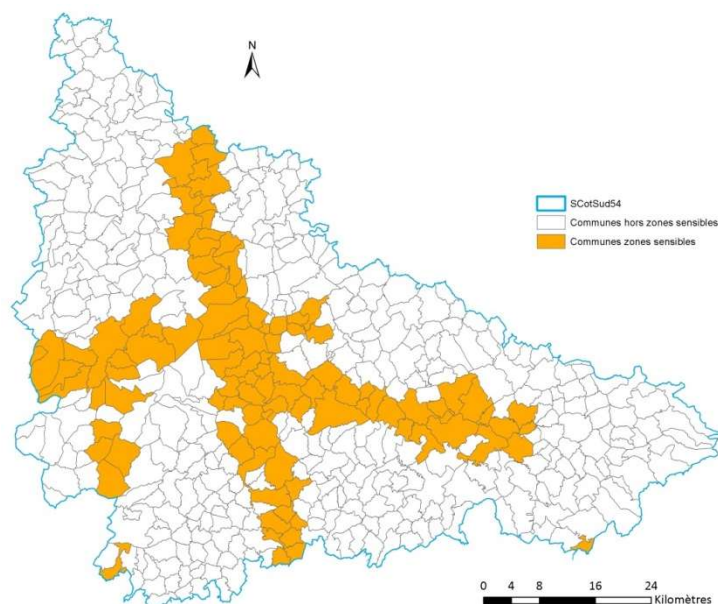 N
SCotSud54
Communes hors zones sensibles
Communes zones sensibles
0 4 8 16 24
Kilomètres